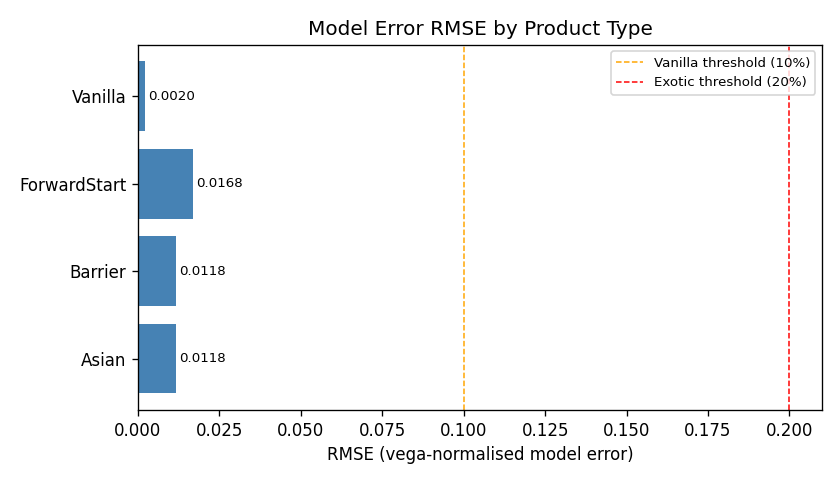 Model Error RMSE by Product Type
Vanilla threshold (10%)
Exotic threshold (20%)
Vanilla
0.0020
ForwardStart
0.0168
Barrier
0.0118
Asian
0.0118
0.000 0.025 0.050 0.075 0.100 0.125 0.150 0.175 0.200
RMSE (vega-normalised model error)